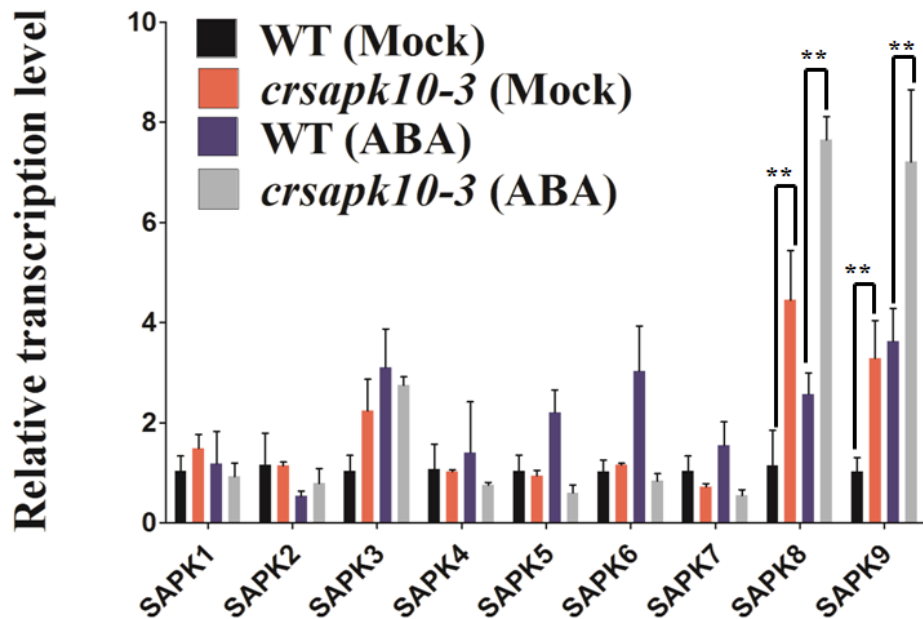 Relative transcription level
10
8
6
4
2
0
WT (Mock)
crsapk10-3 (Mock)
WT (ABA)
crsapk10-3 (ABA)
**
**
**
**
SAPK1
SAPK2
SAPK3
SAPK4
SAPK5
SAPK6
SAPK7
SAPK8
SAPK9